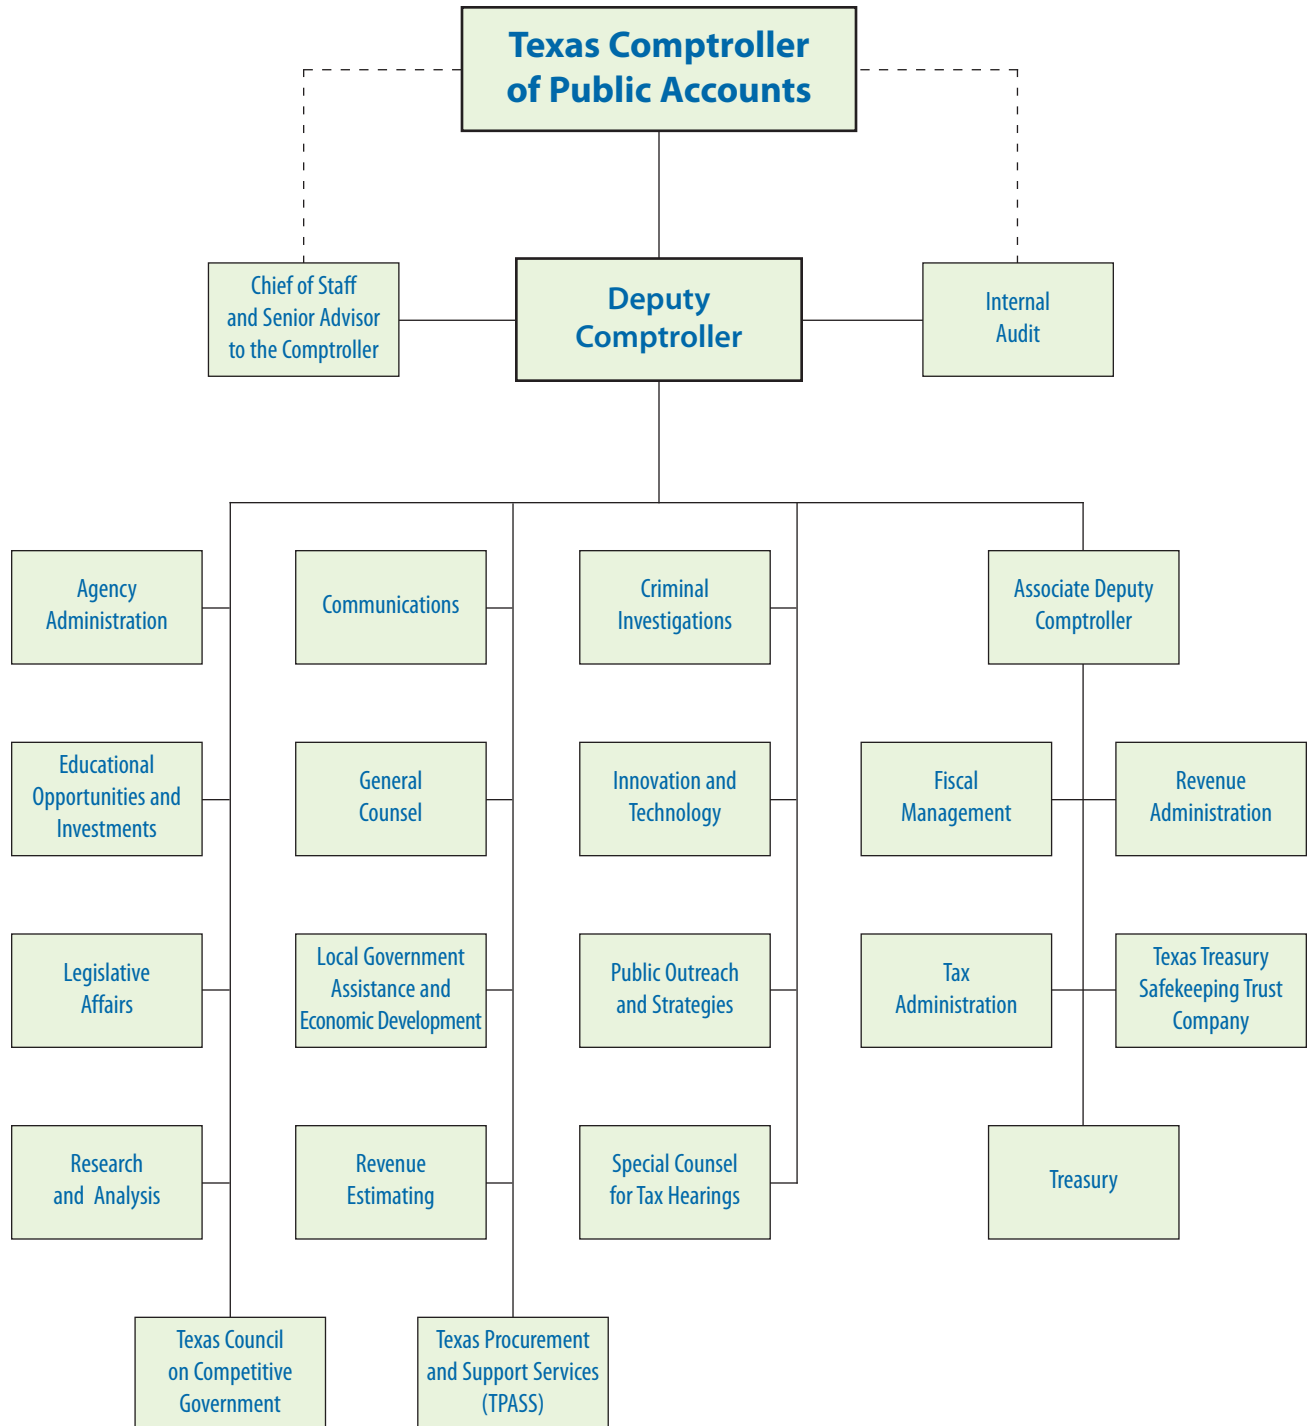 Texas Comptroller
of Public Accounts
Chief of Staff
and Senior Advisor
to the Comptroller
Deputy
Comptroller
Internal
Audit
Agency
Administration
Communications
Criminal
Investigations
Associate Deputy
Comptroller
Educational
Opportunities and
Investments
General
Counsel
Innovation and
Technology
Fiscal
Management
Revenue
Administration
Legislative
Affairs
Local Government
Assistance and
Economic Development
Public Outreach
and Strategies
Tax
Administration
Texas Treasury
Safekeeping Trust
Company
Research
and Analysis
Revenue
Estimating
Special Counsel
for Tax Hearings
Treasury
Texas Council
on Competitive
Government
Texas Procurement
and Support Services
(TPASS)